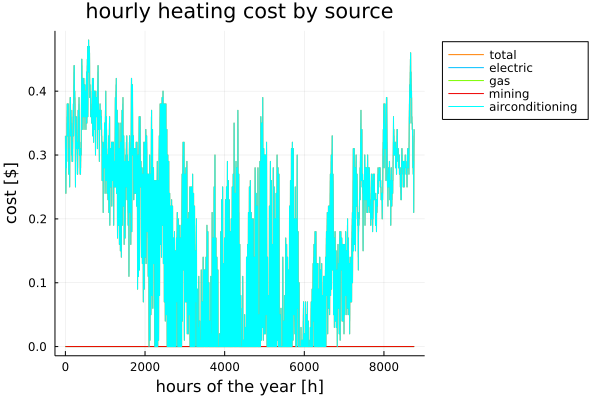 hourly heating cost by source
total
electric
gas
mining
airconditioning
cost [$]
0.4
0.3
0.2
0.1
0.0
0
2000
4000
6000
8000
hours of the year [h]